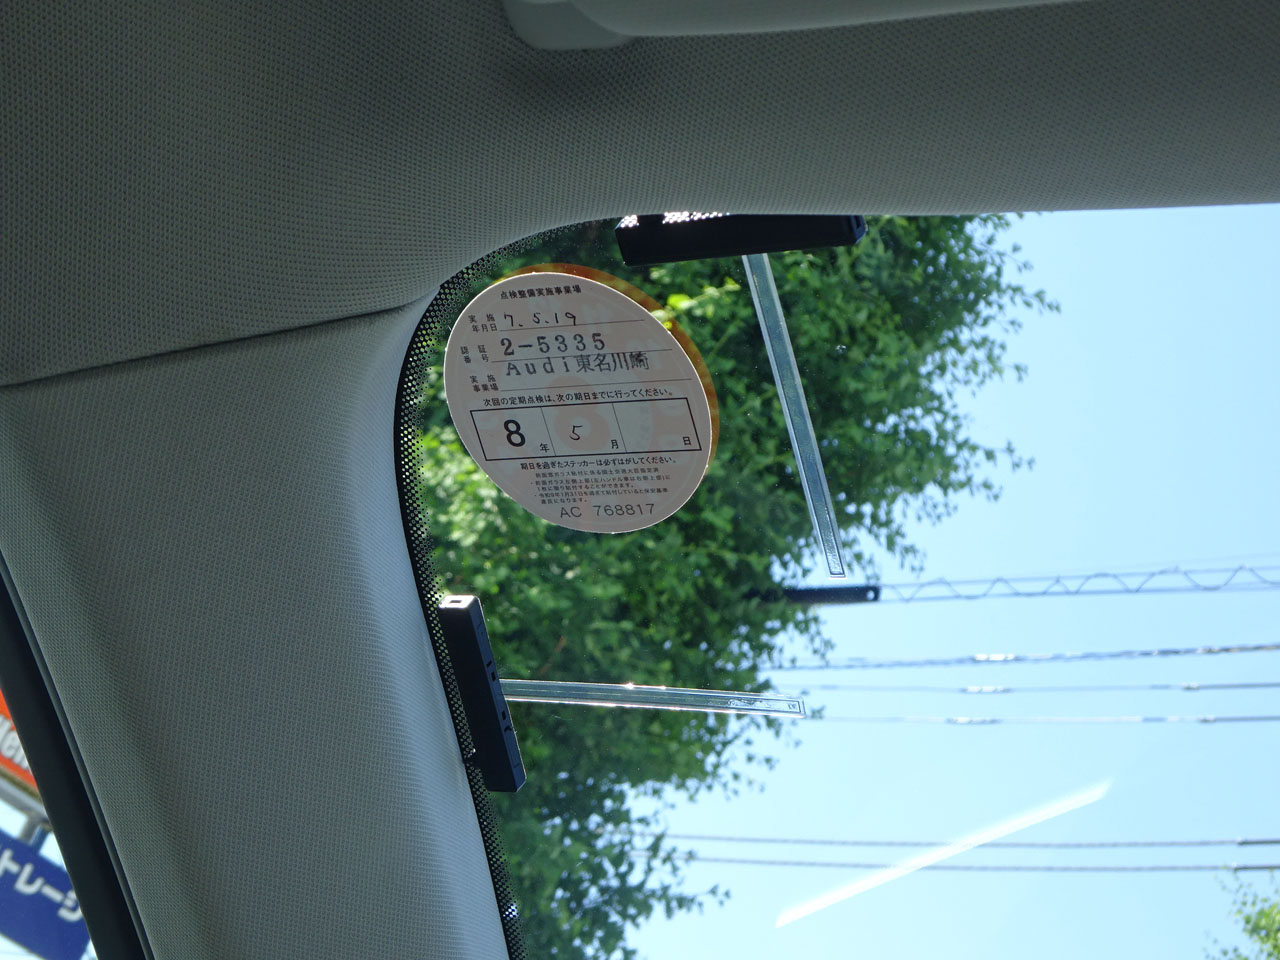 点検整備実施事業場
実施年月日 7.5.19
認証番号 2-5335
実施事業場 Audi東名川崎
次回の定期点検は、次の期日までに行ってください。
8年 5月 日
期日を過ぎたステッカーは必ずはがしてください。
AC 768817
トレージ